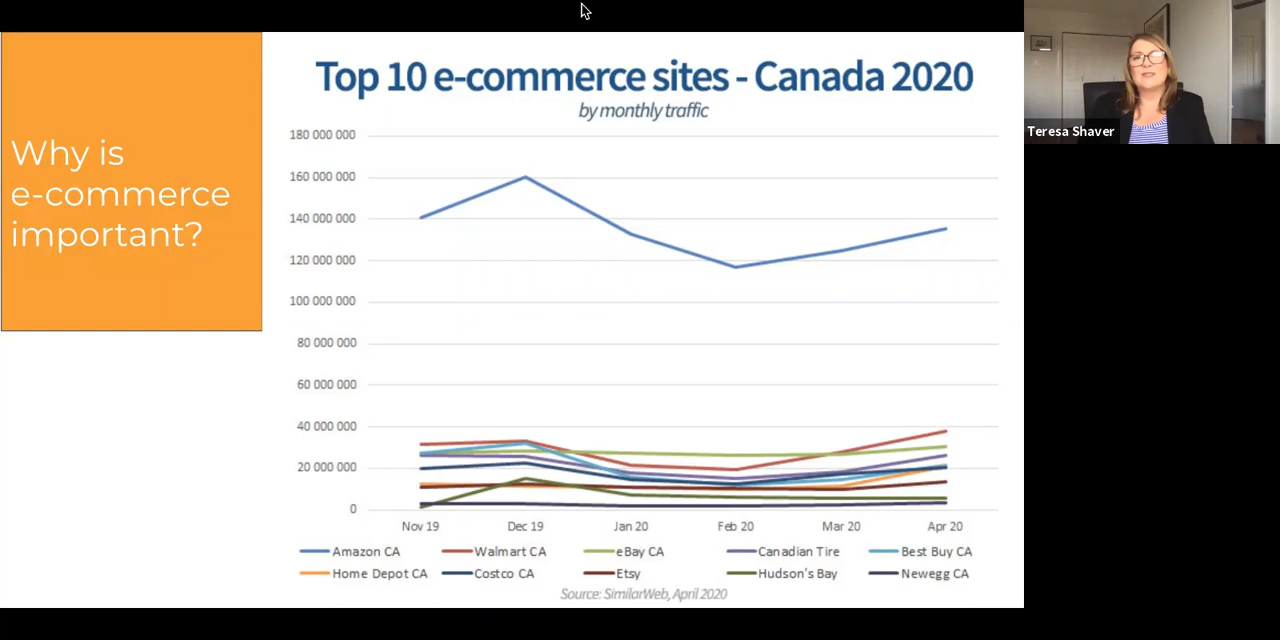 Why is
e-commerce
important?
Top 10 e-commerce sites - Canada 2020
by monthly traffic
180 000 000
160 000 000
140 000 000
120 000 000
100 000 000
80 000 000
60 000 000
40 000 000
20 000 000
0
Nov 19 Dec 19 Jan 20 Feb 20 Mar 20 Apr 20
Amazon CA Walmart CA eBay CA Canadian Tire Best Buy CA
Home Depot CA Costco CA Etsy Hudson's Bay Newegg CA
Source: SimilarWeb, April 2020
Teresa Shaver